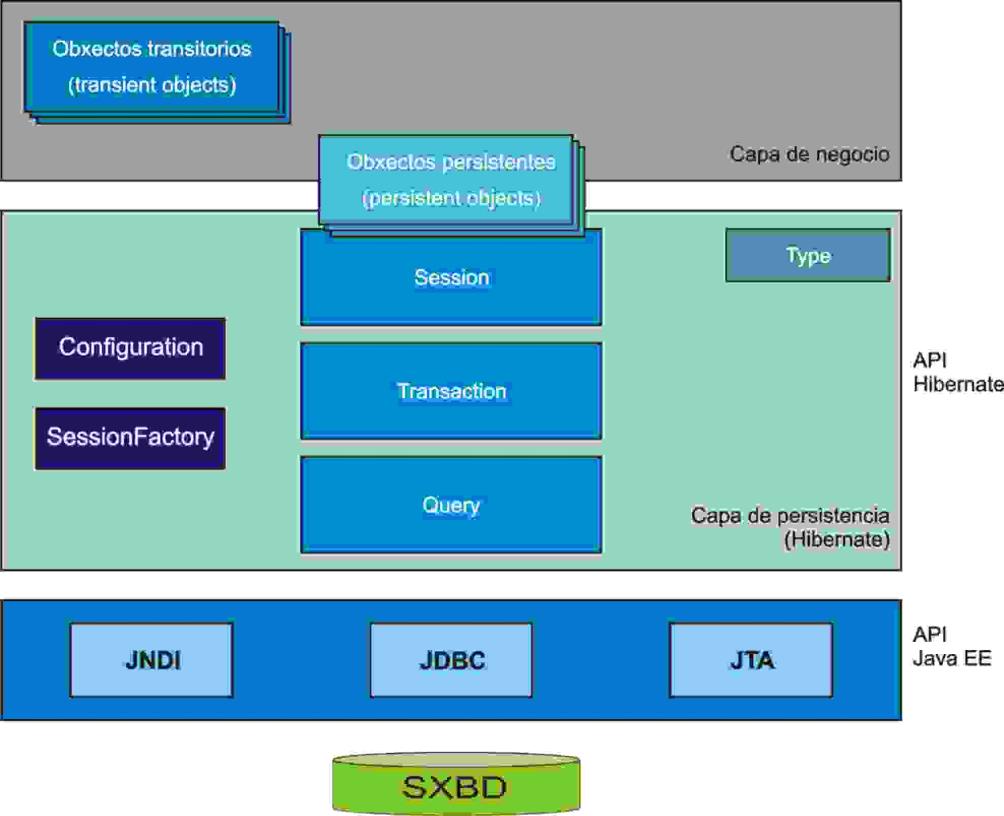 Obxectos transitorios
(transient objects)
Obxectos persistentes
(persistent objects)
Capa de negocio
Session
Type
Configuration
Transaction
SessionFactory
Query
API
Hibernate
Capa de persistencia
(Hibernate)
JNDI
JDBC
JTA
API
Java EE
SXBD